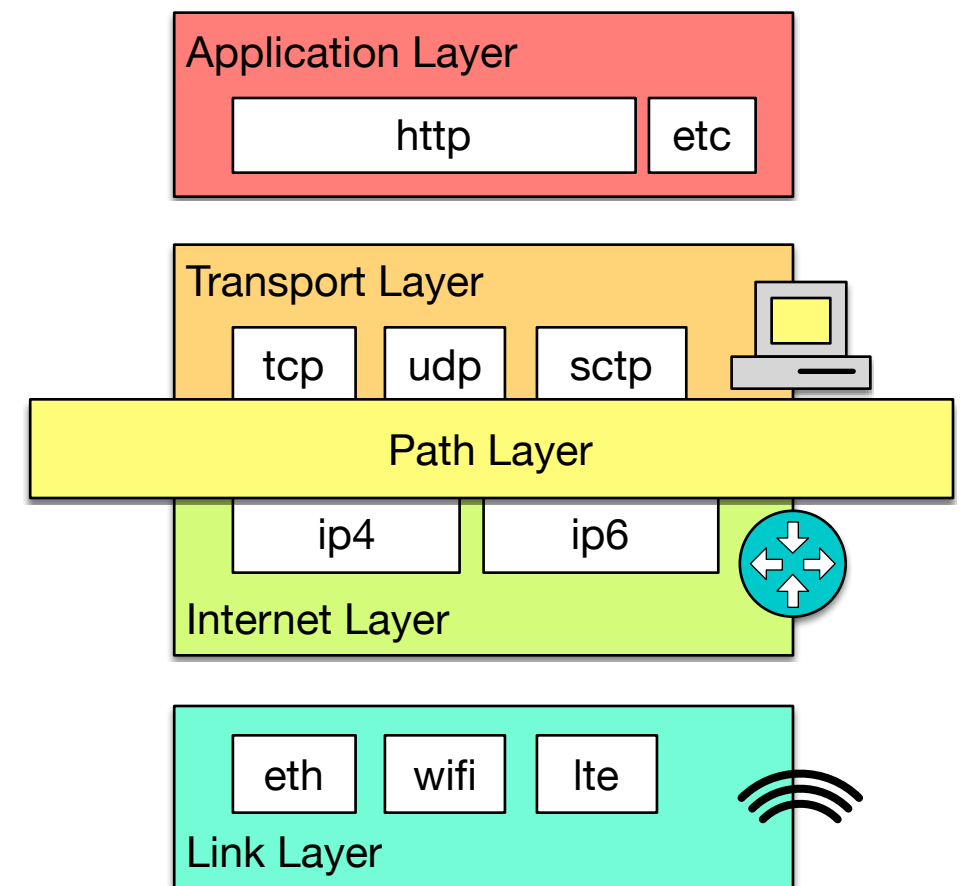 Application Layer
http etc
Transport Layer
tcp udp sctp
Path Layer
ip4 ip6
Internet Layer
eth wifi lte
Link Layer